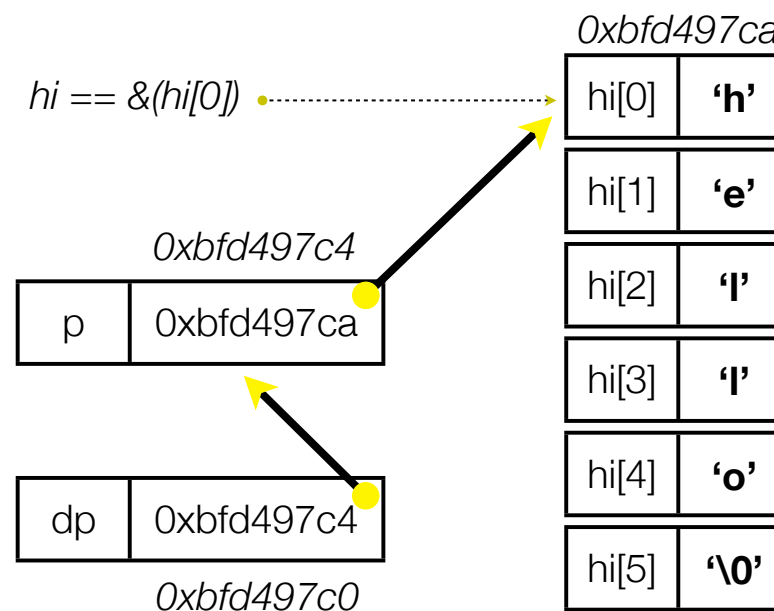 0xbfd497ca
hi == &(hi[0])
hi[0] ‘h’
hi[1] ‘e’
0xbfd497c4
hi[2] ‘l’
p 0xbfd497ca
hi[3] ‘l’
hi[4] ‘o’
dp 0xbfd497c4
hi[5] ‘\0’
0xbfd497c0